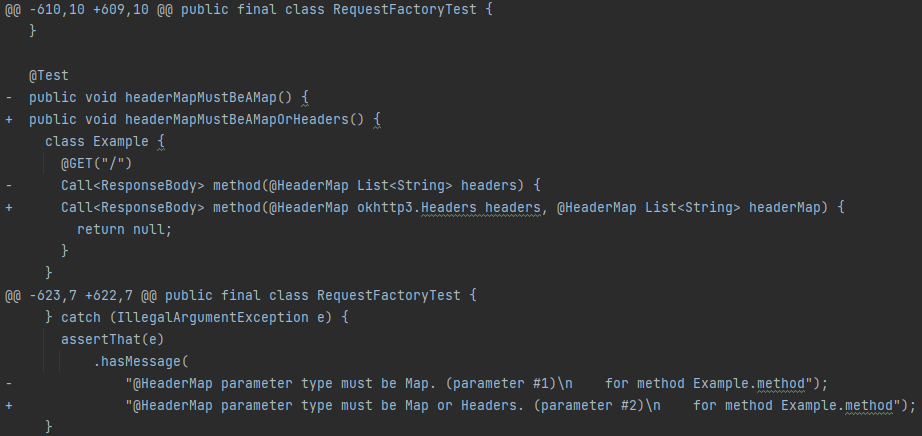 @@ -610,10 +609,10 @@ public final class RequestFactoryTest {
   }

   @Test
-  public void headerMapMustBeAMap() {
+  public void headerMapMustBeAMapOrHeaders() {
     class Example {
       @GET("/")
-      Call<ResponseBody> method(@HeaderMap List<String> headers) {
+      Call<ResponseBody> method(@HeaderMap okhttp3.Headers headers, @HeaderMap List<String> headerMap) {
         return null;
       }
     }
@@ -623,7 +622,7 @@ public final class RequestFactoryTest {
     } catch (IllegalArgumentException e) {
       assertThat(e)
           .hasMessage(
-              "@HeaderMap parameter type must be Map. (parameter #1)\n    for method Example.method");
+              "@HeaderMap parameter type must be Map or Headers. (parameter #2)\n    for method Example.method");
     }